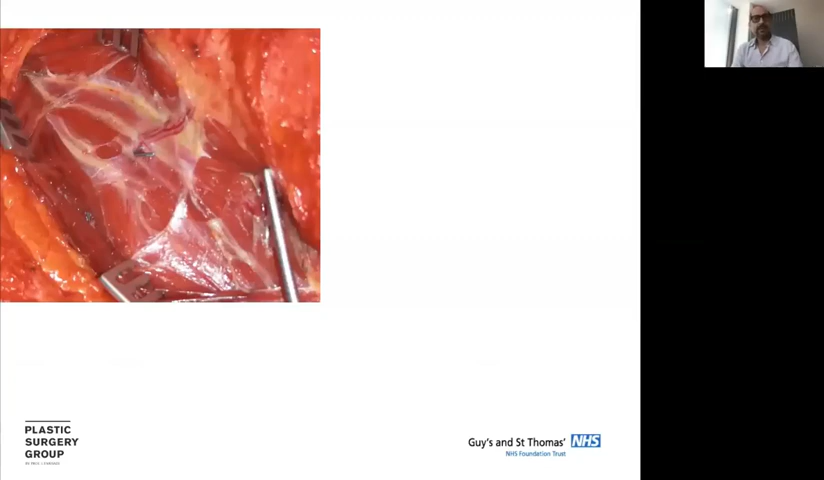 PLASTIC
SURGERY
GROUP
Guy's and St Thomas' NHS
NHS Foundation Trust